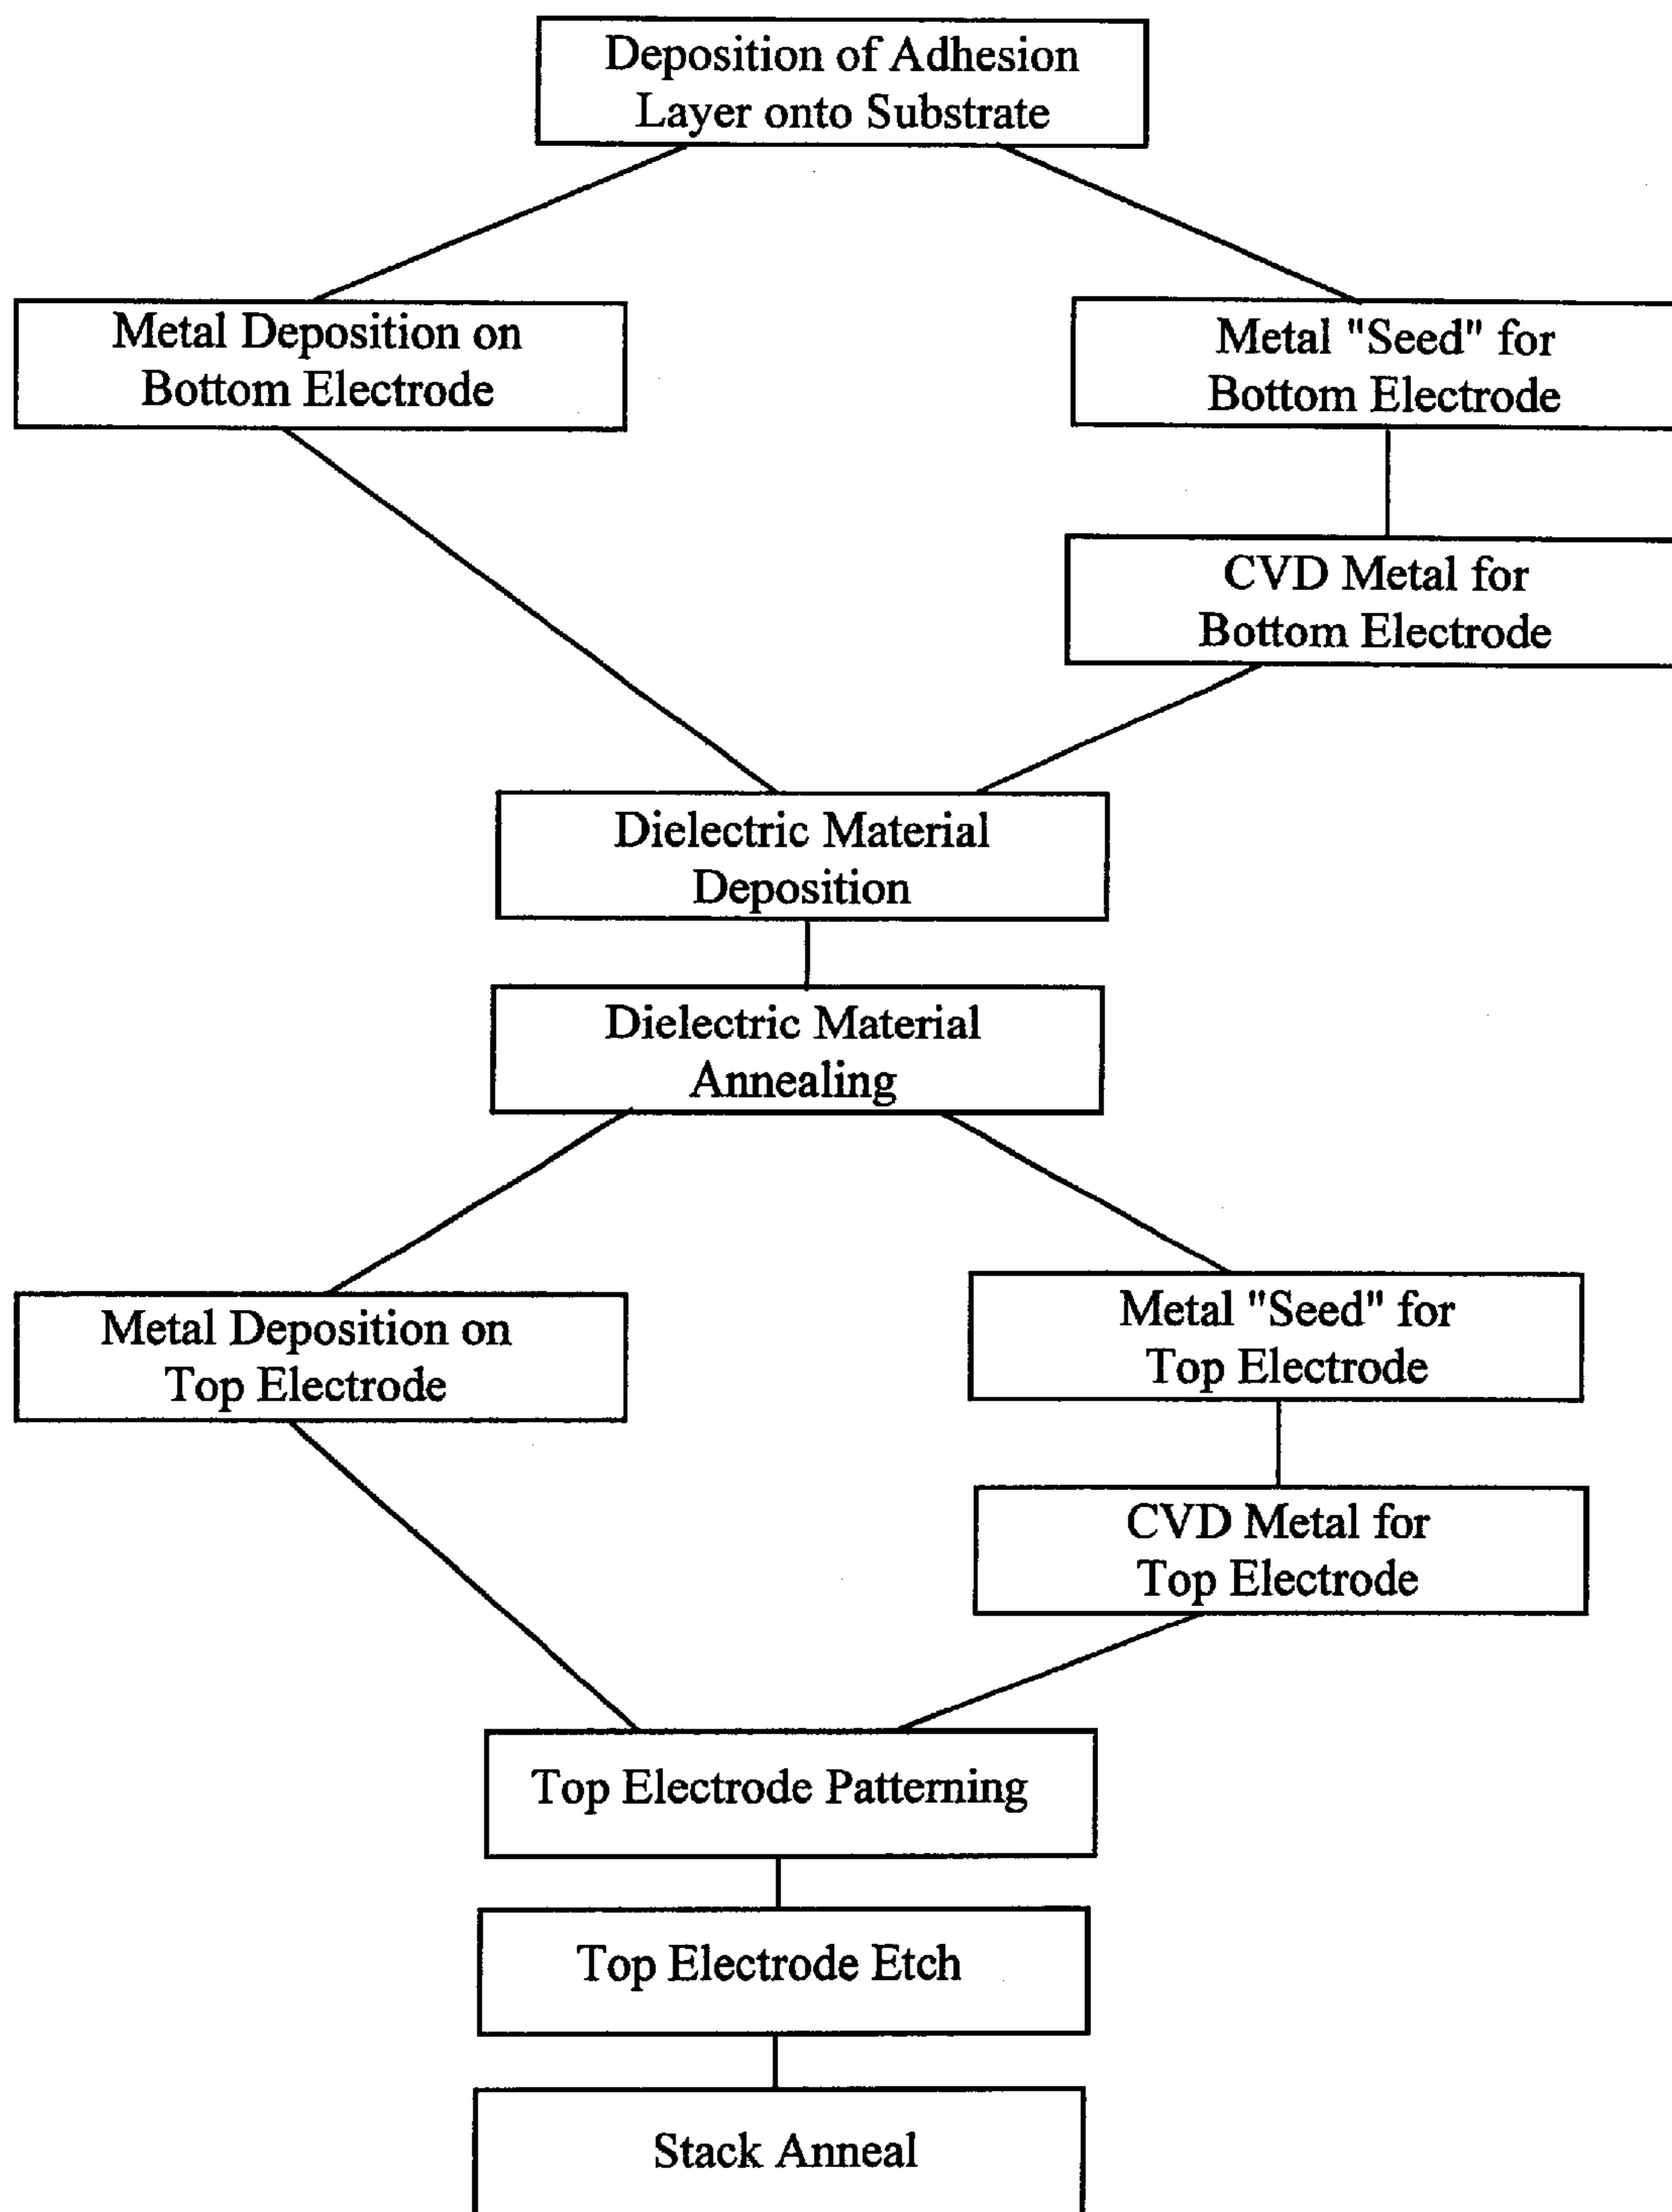 Deposition of Adhesion
Layer onto Substrate
Metal Deposition on
Bottom Electrode
Metal "Seed" for
Bottom Electrode
CVD Metal for
Bottom Electrode
Dielectric Material
Deposition
Dielectric Material
Annealing
Metal Deposition on
Top Electrode
Metal "Seed" for
Top Electrode
CVD Metal for
Top Electrode
Top Electrode Patterning
Top Electrode Etch
Stack Anneal